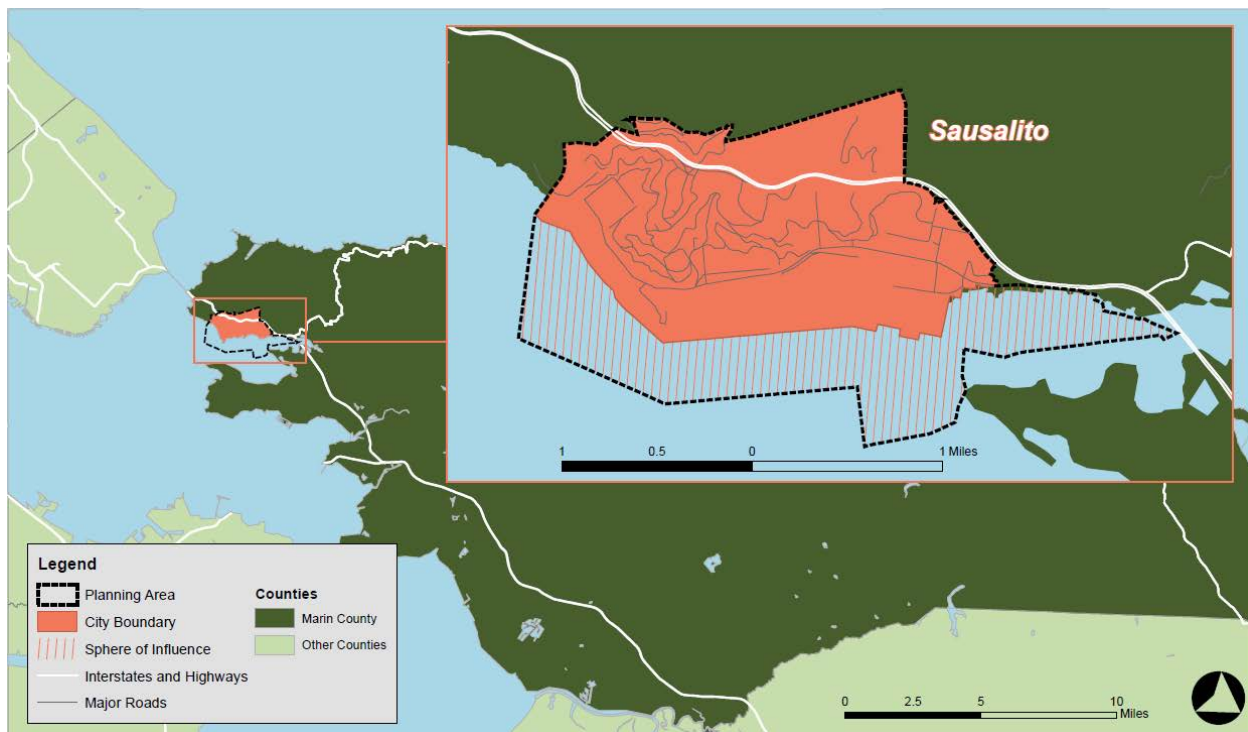 Sausalito
1 0.5 0 1 Miles
Legend
Planning Area
City Boundary
Sphere of Influence
Interstates and Highways
Major Roads
Counties
Marin County
Other Counties
0 2.5 5 10
Miles